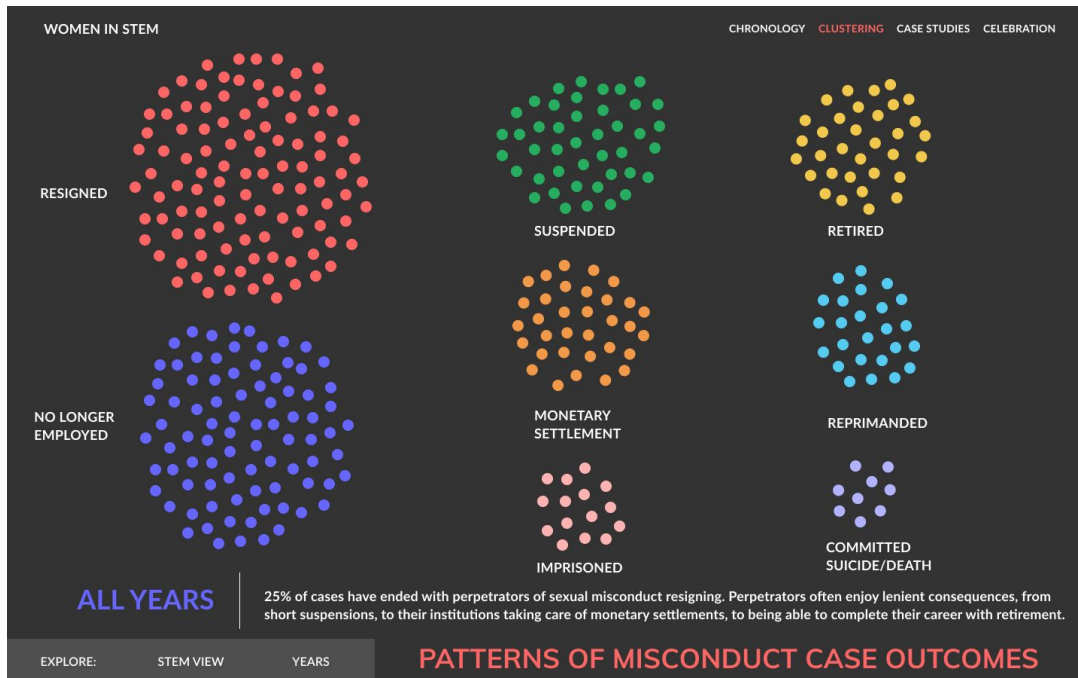 WOMEN IN STEM
CHRONOLOGY CLUSTERING CASE STUDIES CELEBRATION
RESIGNED
SUSPENDED
RETIRED
NO LONGER
EMPLOYED
MONETARY
SETTLEMENT
REPRIMANDED
IMPRISONED
COMMITTED
SUICIDE/DEATH
ALL YEARS
25% of cases have ended with perpetrators of sexual misconduct resigning. Perpetrators often enjoy lenient consequences, from
short suspensions, to their institutions taking care of monetary settlements, to being able to complete their career with retirement.
EXPLORE: STEM VIEW YEARS
PATTERNS OF MISCONDUCT CASE OUTCOMES